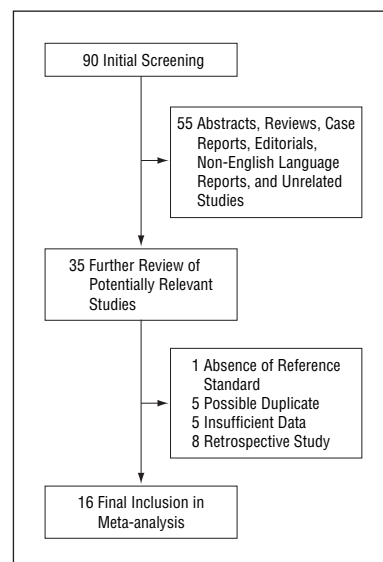 90 Initial Screening
55 Abstracts, Reviews, Case
Reports, Editorials,
Non-English Language
Reports, and Unrelated
Studies
35 Further Review of
Potentially Relevant
Studies
1 Absence of Reference
Standard
5 Possible Duplicate
5 Insufficient Data
8 Retrospective Study
16 Final Inclusion in
Meta-analysis